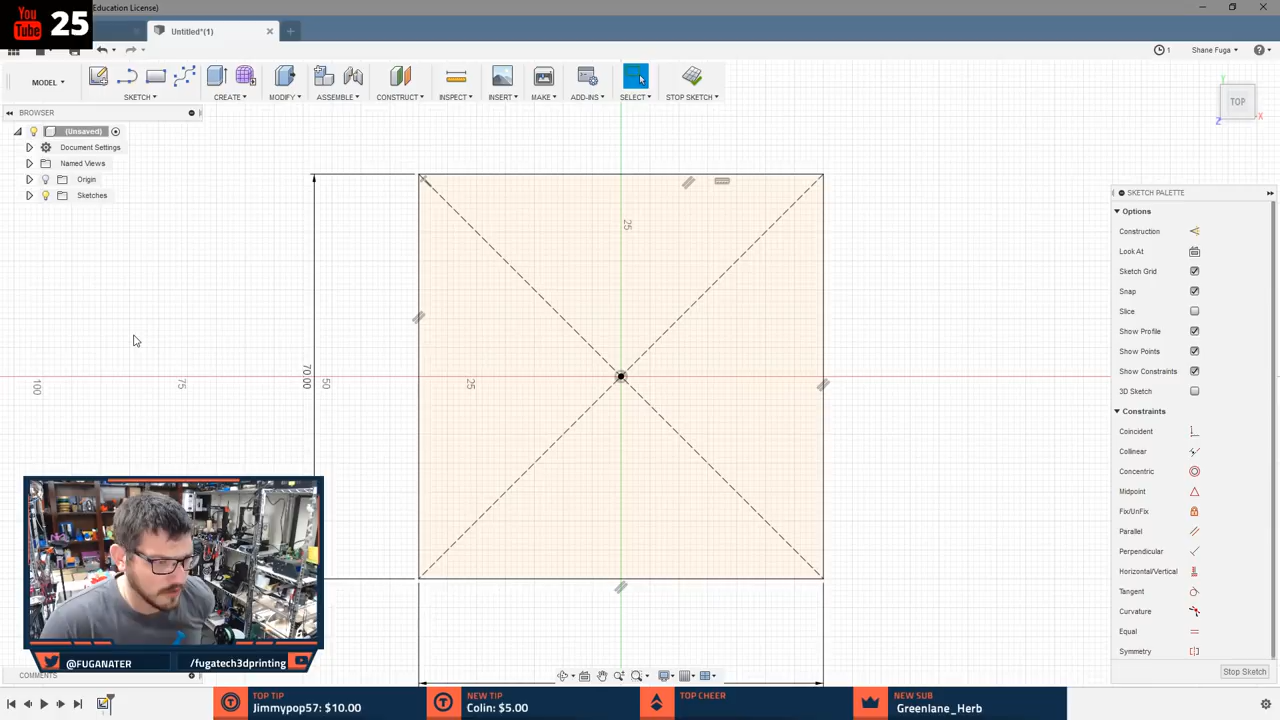 You
Tube
25
Education License)
Untitled*(1)
1
Shane Fuga
MODEL
SKETCH
CREATE
MODIFY
ASSEMBLE
CONSTRUCT
INSPECT
INSERT
MAKE
ADD-INS
SELECT
STOP SKETCH
BROWSER
(Unsaved)
Document Settings
Named Views
Origin
Sketches
TOP
Y
X
Z
25
25
50
70.00
75
100
SKETCH PALETTE
Options
Construction
Look At
Sketch Grid
Snap
Slice
Show Profile
Show Points
Show Constraints
3D Sketch
Constraints
Coincident
Collinear
Concentric
Midpoint
Fix/UnFix
Parallel
Perpendicular
Horizontal/Vertical
Tangent
Curvature
Equal
Symmetry
Stop Sketch
@FUGANATER
/fugatech3dprinting
COMMENTS
TOP TIP
Jimmypop57: $10.00
NEW TIP
Colin: $5.00
TOP CHEER
NEW SUB
Greenlane_Herb